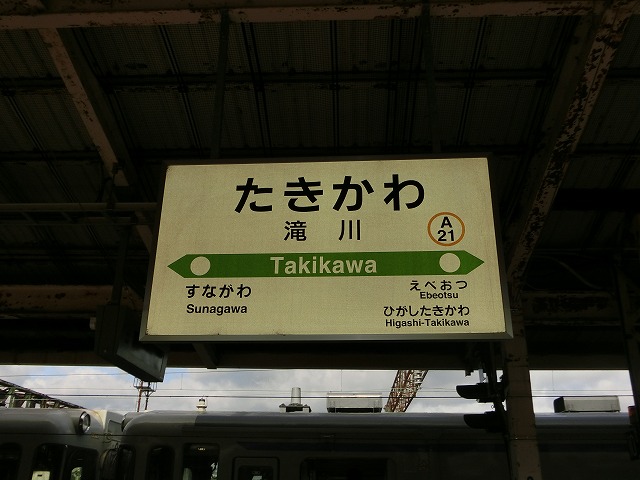 たきかわ
滝川
A
21
Takikawa
すながわ
Sunagawa
えべおつ
Ebeotsu
ひがしたきかわ
Higashi-Takikawa